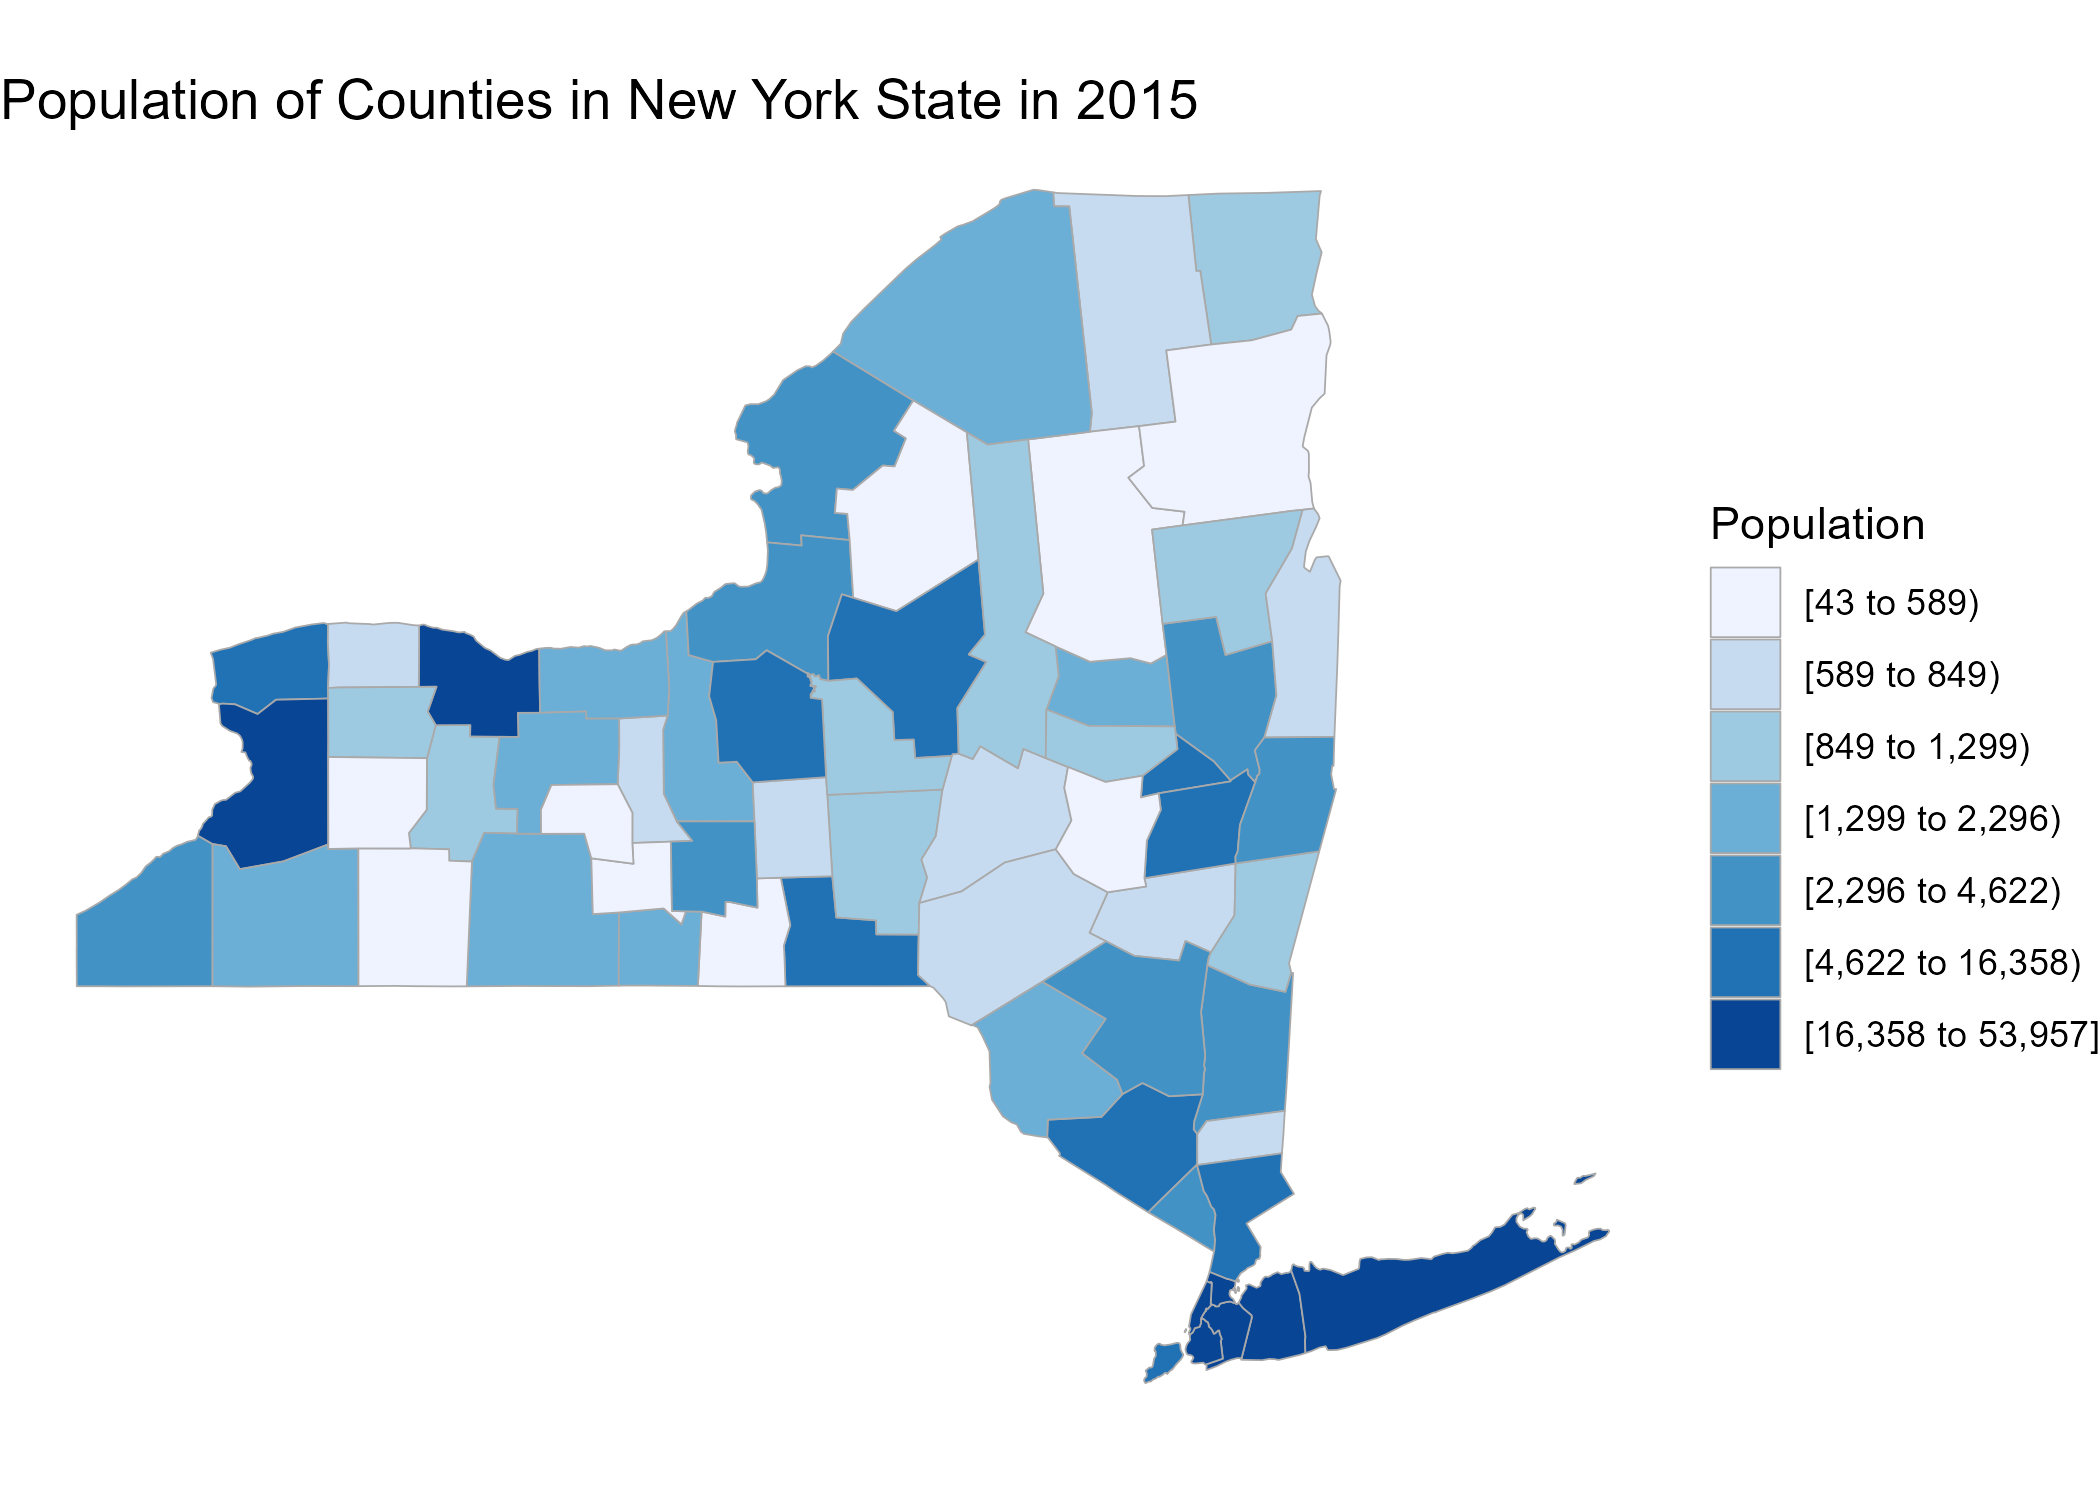 Population of Counties in New York State in 2015
Population
[43 to 589)
[589 to 849)
[849 to 1,299)
[1,299 to 2,296)
[2,296 to 4,622)
[4,622 to 16,358)
[16,358 to 53,957]